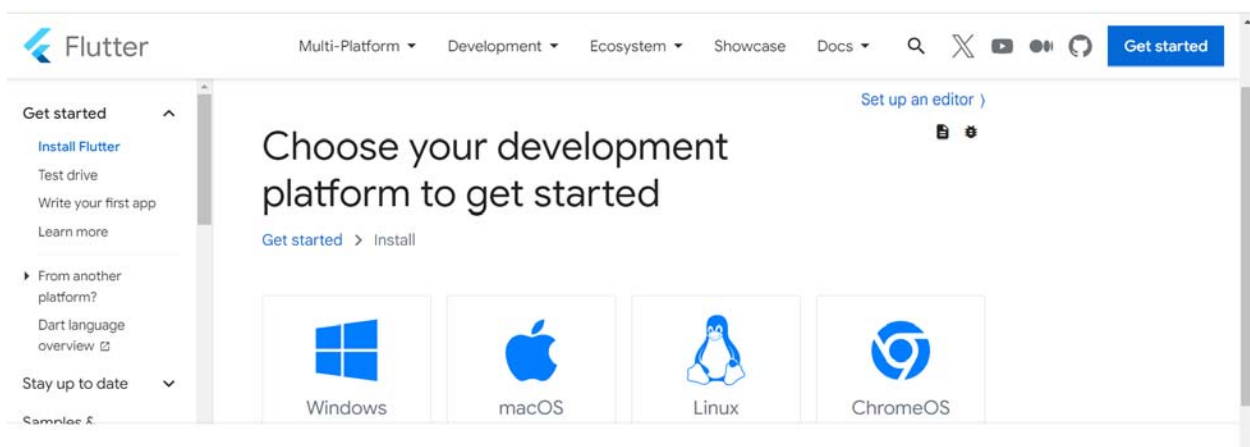 Flutter
Multi-Platform
Development
Ecosystem
Showcase
Docs
Get started
Get started
Install Flutter
Test drive
Write your first app
Learn more
From another
platform?
Dart language
overview
Stay up to date
Samples &
Set up an editor
Choose your development
platform to get started
Get started > Install
Windows
macOS
Linux
ChromeOS